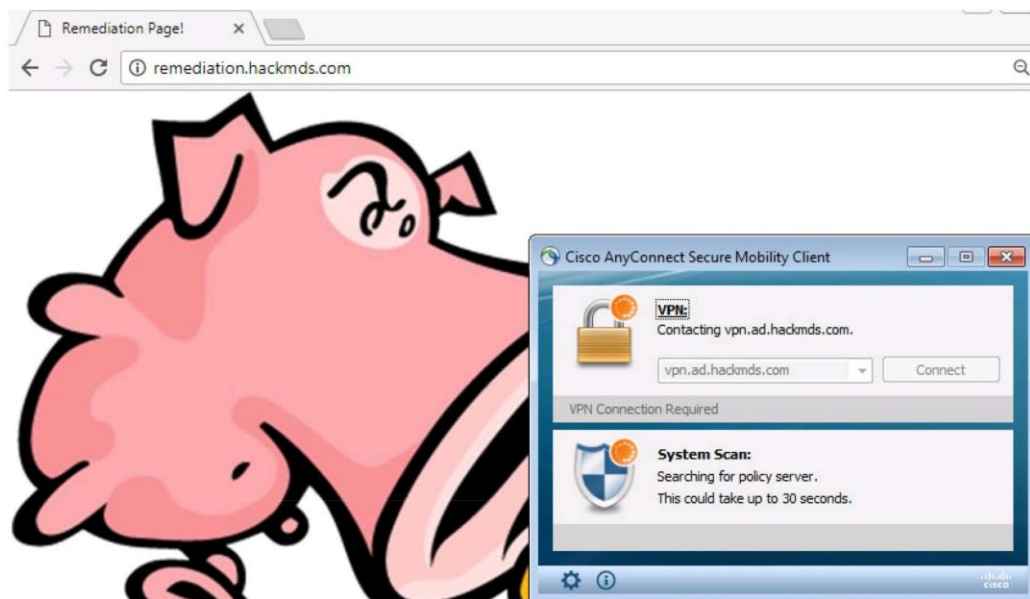 Remediation Page!
remediation.hackmds.com
Cisco AnyConnect Secure Mobility Client
VPN:
Contacting vpn.ad.hackmds.com.
vpn.ad.hackmds.com
Connect
VPN Connection Required
System Scan:
Searching for policy server.
This could take up to 30 seconds.
CISCO